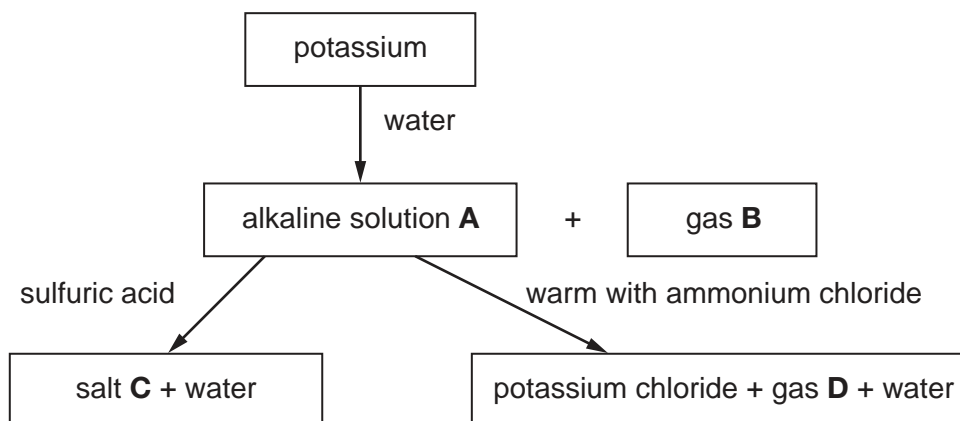 potassium
water
alkaline solution A + gas B
sulfuric acid warm with ammonium chloride
salt C + water potassium chloride + gas D + water